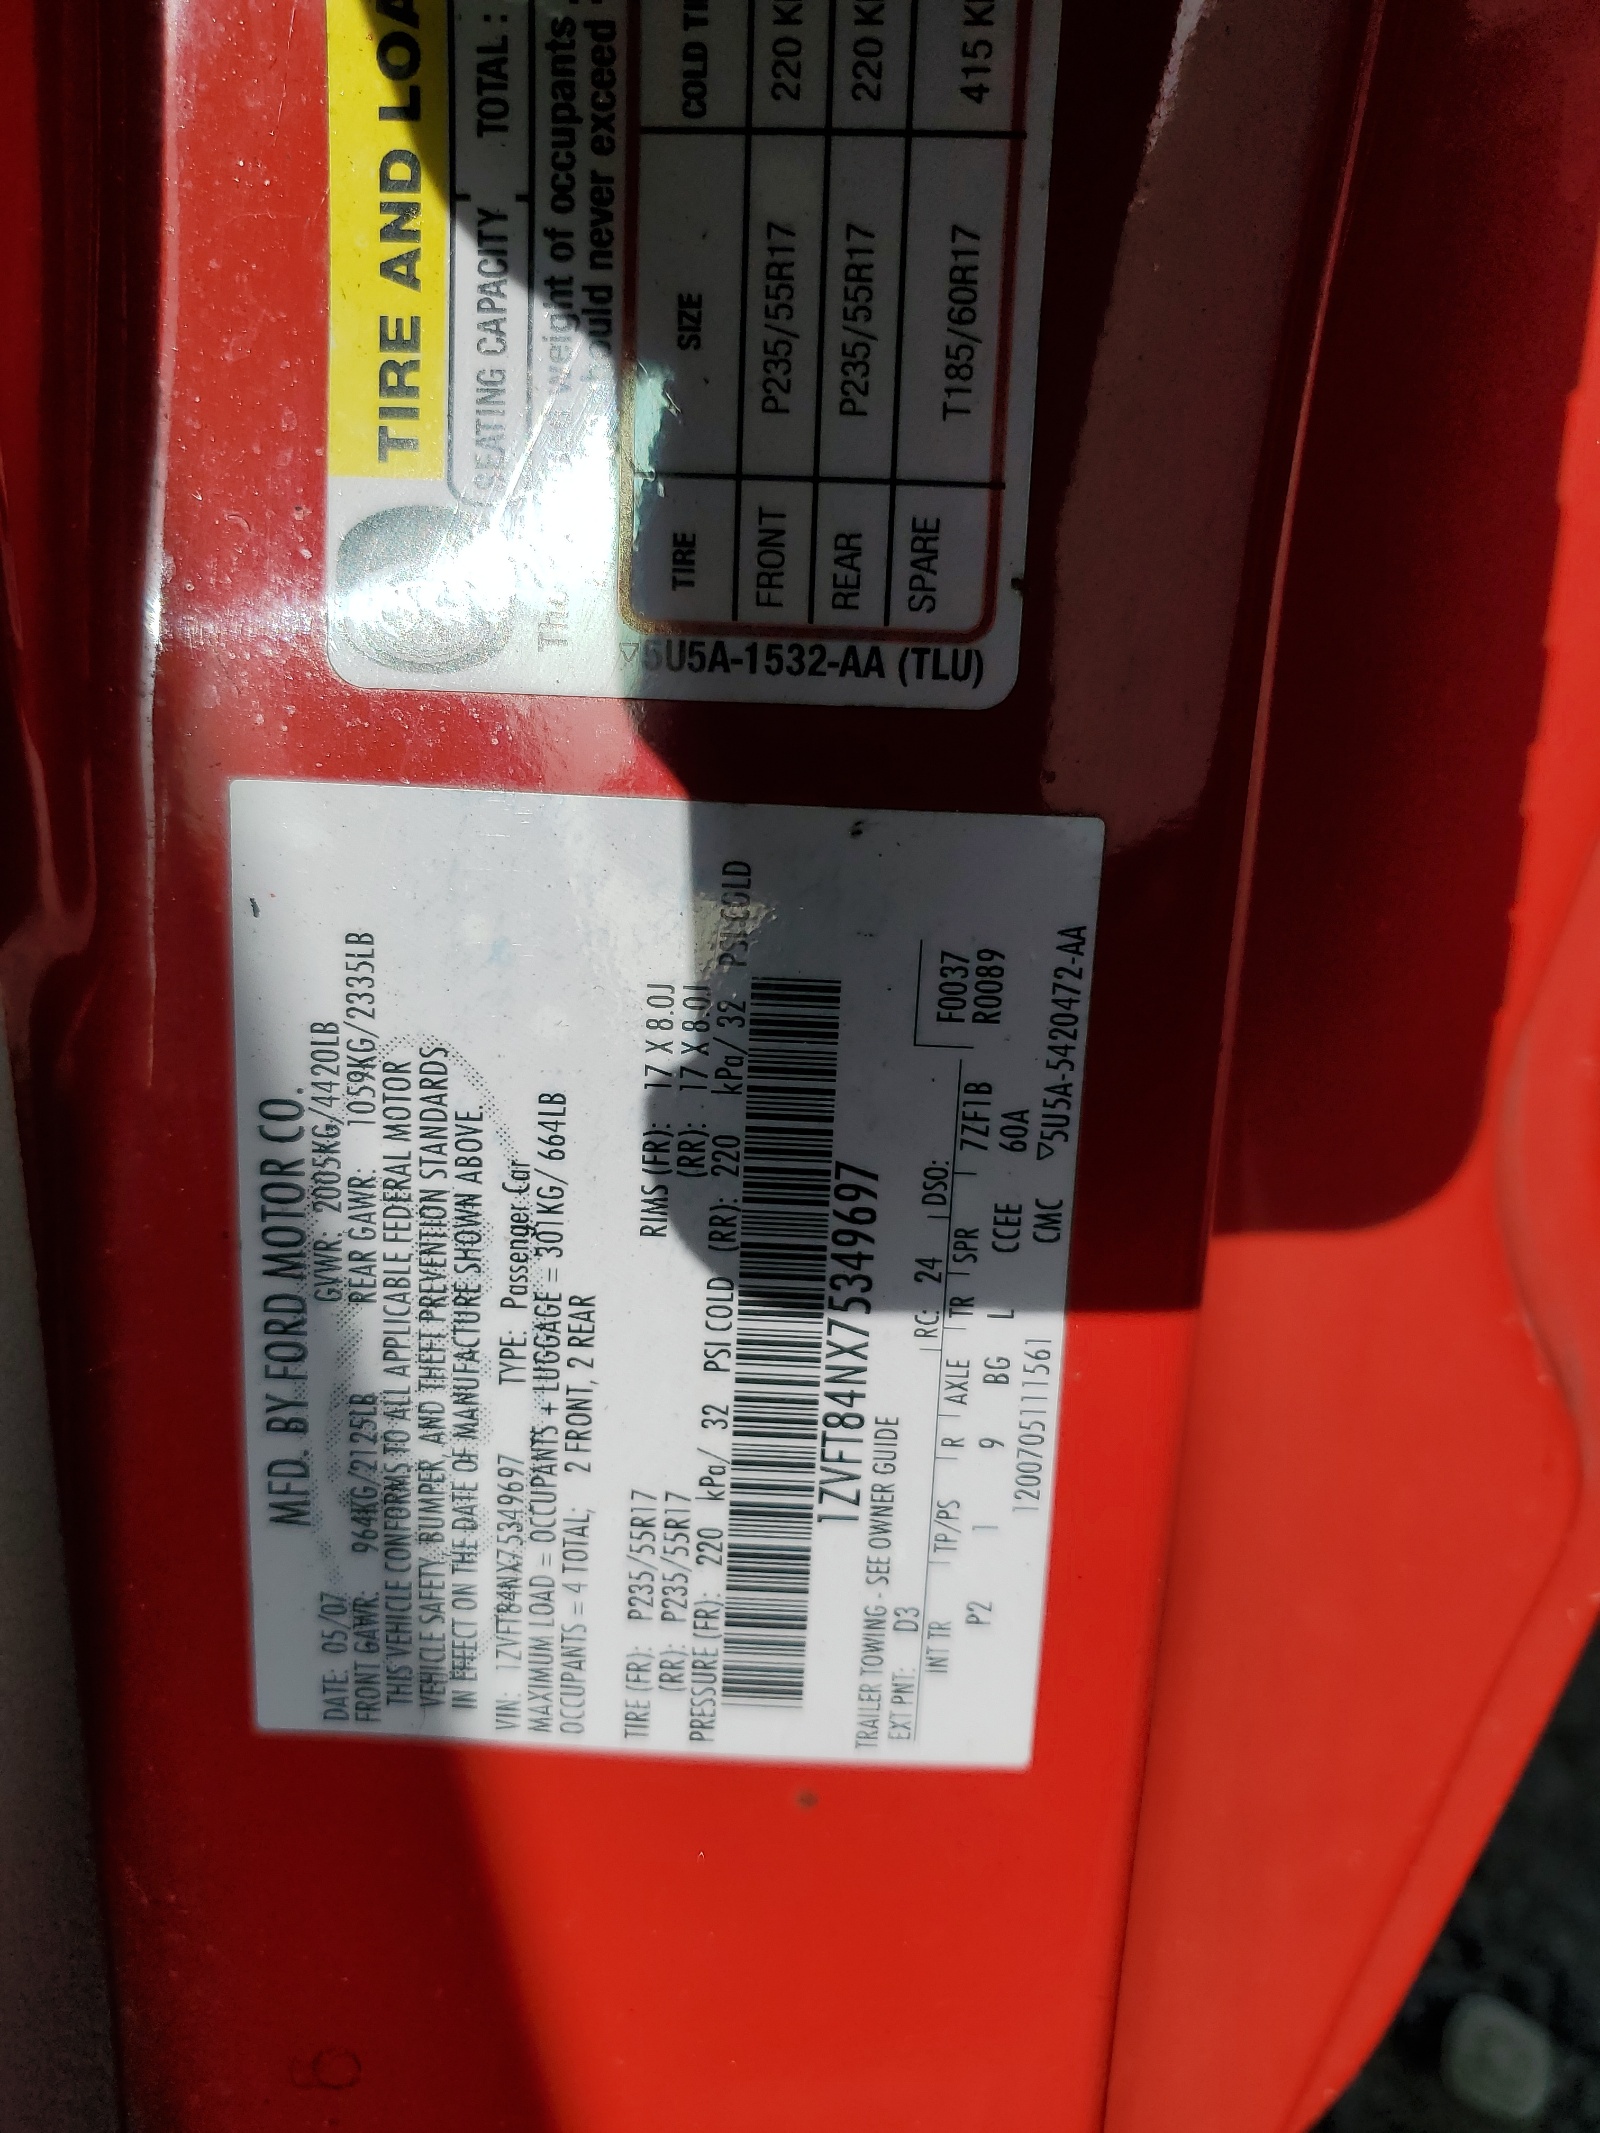 MFD. BY FORD MOTOR CO.
DATE: 05/07 GVWR: 2005KG/4420LB
FRONT GAWR: 964KG/2125LB REAR GAWR: 1059KG/2335LB
THIS VEHICLE CONFORMS TO ALL APPLICABLE FEDERAL MOTOR
VEHICLE SAFETY, BUMPER, AND THEFT PREVENTION STANDARDS
IN EFFECT ON THE DATE OF MANUFACTURE SHOWN ABOVE.
VIN: 1ZVFT84NX75349697 TYPE: Passenger Car
MAXIMUM LOAD = OCCUPANTS + LUGGAGE = 301KG/ 664LB
OCCUPANTS = 4 TOTAL; 2 FRONT, 2 REAR
TIRE (FR): P235/55R17 RIMS (FR): 17 X 8.0J
(RR): P235/55R17 (RR): 17 X 8.0J
PRESSURE (FR): 220 kPa/ 32 PSI COLD (RR): 220 kPa/ 32 PSI COLD
1ZVFT84NX75349697
TRAILER TOWING - SEE OWNER GUIDE
EXT PNT: D3 RC: 24 DSO: F0037
INT TR TP/PS R AXLE TR SPR 7ZF1B R0089
P2 1 9 BG L CCEE 60A
1200705111561 CMC ▽5U5A-5420472-AA
TIRE AND LOA
SEATING CAPACITY TOTAL :
weight of occupants
should never exceed
TIRE SIZE COLD TI
FRONT P235/55R17 220 K
REAR P235/55R17 220 K
SPARE T185/60R17 415 K
▽5U5A-1532-AA (TLU)